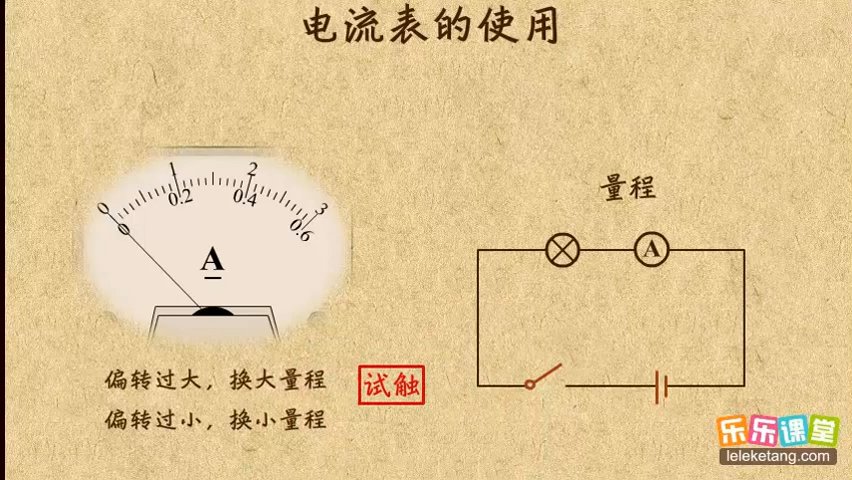 电流表的使用
0 1 2 3
0 0.2 0.4 0.6
A
量程
A
偏转过大，换大量程
试触
偏转过小，换小量程
乐乐课堂
leleketang.com